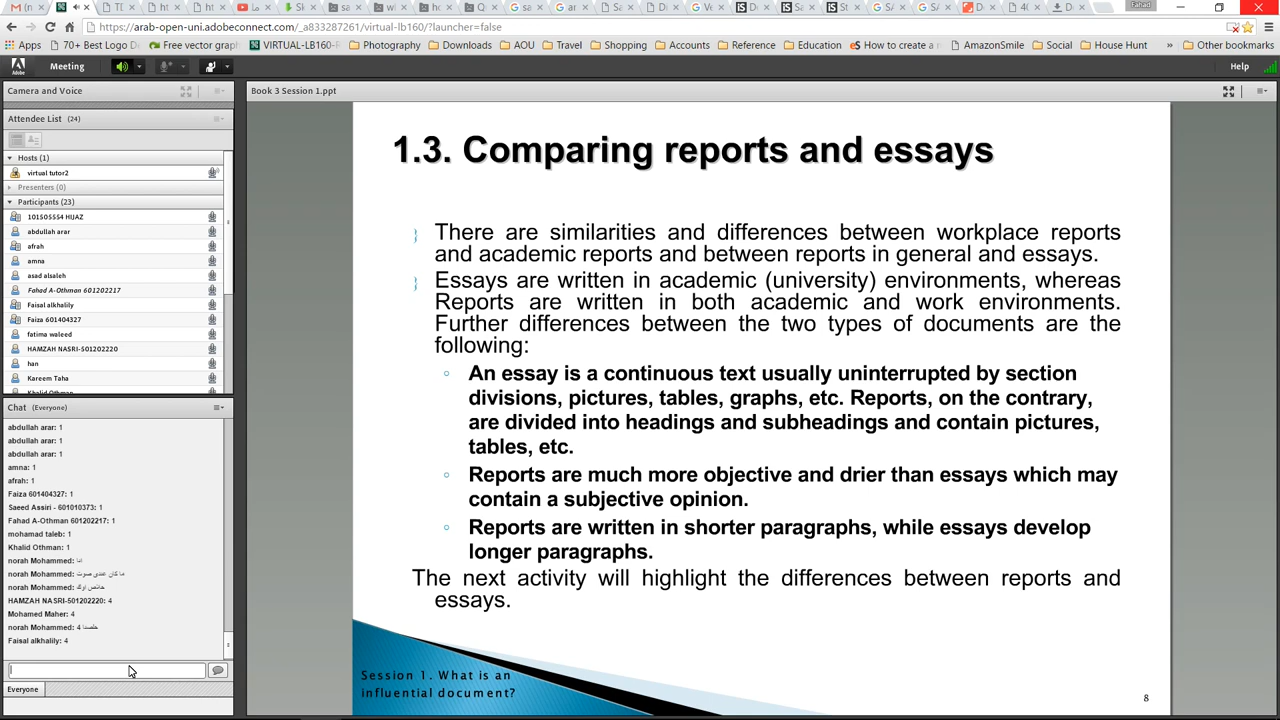 Fahad
https://arab-open-uni.adobeconnect.com/_a833287261/virtual-lb160/?launcher=false
Apps 70+ Best Logo D Free vector grap VIRTUAL-LB160-P Photography Downloads AOU Travel Shopping Accounts Reference Education How to create a r AmazonSmile Social House Hunt » Other bookmarks
Meeting Help
Camera and Voice
Attendee List (24)
Hosts (1)
virtual tutor2
Presenters (0)
Participants (23)
101505554 HIJAZ
abdullah arar
afrah
amna
asad alsaleh
Fahad A-Othman 601202217
Faisal alkhalily
Faiza 601404327
fatima waleed
HAMZAH NASRI-501202220
han
Kareem Taha
Khalid Othman
Chat (Everyone)
abdullah arar: 1
abdullah arar: 1
abdullah arar: 1
amna: 1
afrah: 1
Faiza 601404327: 1
Saeed Assiri - 601010373: 1
Fahad A-Othman 601202217: 1
mohamad taleb: 1
Khalid Othman: 1
norah Mohammed: انا
norah Mohammed: ما كان عندى صوت
norah Mohammed: خالص اوك
HAMZAH NASRI-501202220: 4
Mohamed Maher: 4
norah Mohammed: 4 خلصنا
Faisal alkhalily: 4
Everyone
Book 3 Session 1.ppt
1.3. Comparing reports and essays
There are similarities and differences between workplace reports
and academic reports and between reports in general and essays.
Essays are written in academic (university) environments, whereas
Reports are written in both academic and work environments.
Further differences between the two types of documents are the
following:
An essay is a continuous text usually uninterrupted by section
divisions, pictures, tables, graphs, etc. Reports, on the contrary,
are divided into headings and subheadings and contain pictures,
tables, etc.
Reports are much more objective and drier than essays which may
contain a subjective opinion.
Reports are written in shorter paragraphs, while essays develop
longer paragraphs.
The next activity will highlight the differences between reports and
essays.
Session 1. What is an
influential document?
8